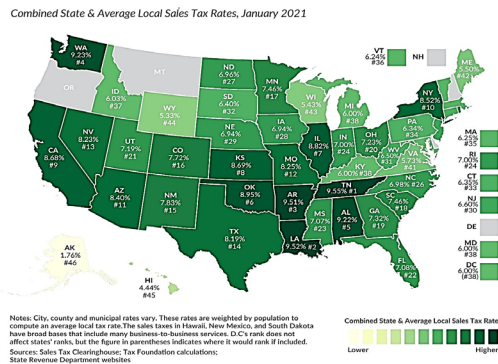 Combined State & Average Local Sales Tax Rates, January 2021
WA
9.23%
#4
MT
ND
6.96%
#27
MN
7.46%
#17
VT
6.24%
#36
NH
ME
5.50%
#42
OR
ID
6.03%
#37
WY
5.33%
#44
SD
6.40%
#32
WI
5.43%
#43
MI
6.00%
#38
NY
8.52%
#10
NV
8.23%
#13
UT
7.19%
#21
CO
7.72%
#16
NE
6.94%
#29
IA
6.94%
#28
IL
8.82%
#7
IN
7.00%
#24
OH
7.23%
#20
PA
6.34%
#34
MA
6.25%
#35
CA
8.68%
#9
KS
8.69%
#8
MO
8.25%
#12
KY
6.00% #38
WV
6.50%
#31
VA
5.73%
#41
RI
7.00%
#24
CT
6.35%
#33
AZ
8.40%
#11
NM
7.83%
#15
OK
8.95%
#6
AR
9.51%
#3
TN
9.55% #1
NC
6.98% #26
SC
7.46%
#18
NJ
6.60%
#30
DE
TX
8.19%
#14
LA
9.52% #2
MS
7.07%
#23
AL
9.22%
#5
GA
7.32%
#19
MD
6.00%
#38
DC
6.00%
(#38)
AK
1.76%
#46
HI
4.44%
#45
FL
7.08%
#22
Notes: City, county and municipal rates vary. These rates are weighted by population to
compute an average local tax rate.The sales taxes in Hawaii, New Mexico, and South Dakota
have broad bases that include many business-to-business services. D.C's rank does not
affect states' ranks, but the figure in parentheses indicates where it would rank if included.
Sources: Sales Tax Clearinghouse; Tax Foundation calculations;
State Revenue Department websites
Combined State & Average Local Sales Tax Rate
Lower
Higher